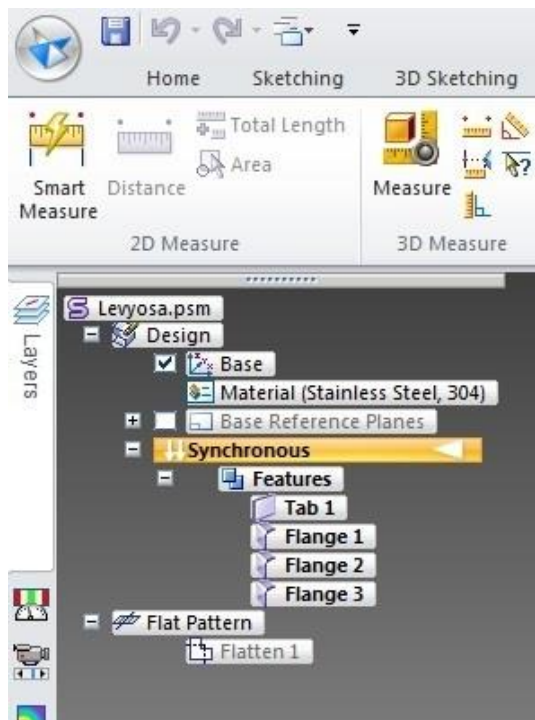 Home Sketching 3D Sketching
Smart Measure
Distance
Total Length
Area
Measure
2D Measure 3D Measure
Layers
Levyosa.psm
Design
Base
Material (Stainless Steel, 304)
Base Reference Planes
Synchronous
Features
Tab 1
Flange 1
Flange 2
Flange 3
Flat Pattern
Flatten 1